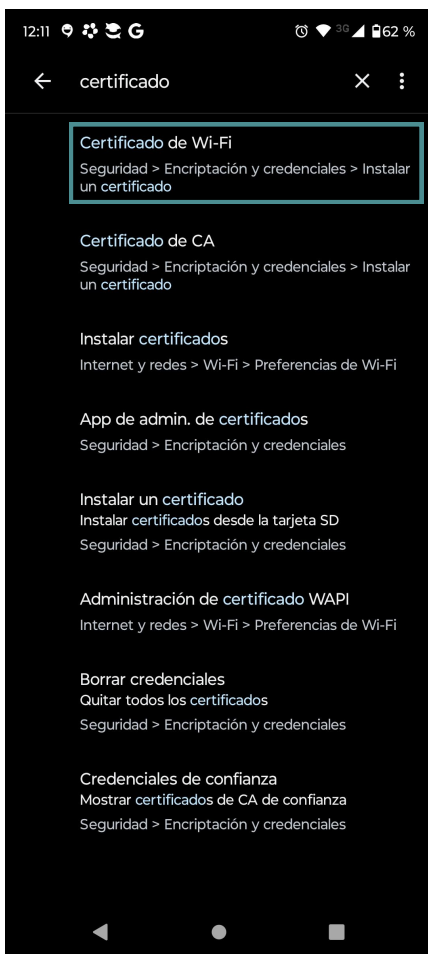 12:11 G 3G 62 %
certificado
Certificado de Wi-Fi
Seguridad > Encriptación y credenciales > Instalar
un certificado
Certificado de CA
Seguridad > Encriptación y credenciales > Instalar
un certificado
Instalar certificados
Internet y redes > Wi-Fi > Preferencias de Wi-Fi
App de admin. de certificados
Seguridad > Encriptación y credenciales
Instalar un certificado
Instalar certificados desde la tarjeta SD
Seguridad > Encriptación y credenciales
Administración de certificado WAPI
Internet y redes > Wi-Fi > Preferencias de Wi-Fi
Borrar credenciales
Quitar todos los certificados
Seguridad > Encriptación y credenciales
Credenciales de confianza
Mostrar certificados de CA de confianza
Seguridad > Encriptación y credenciales